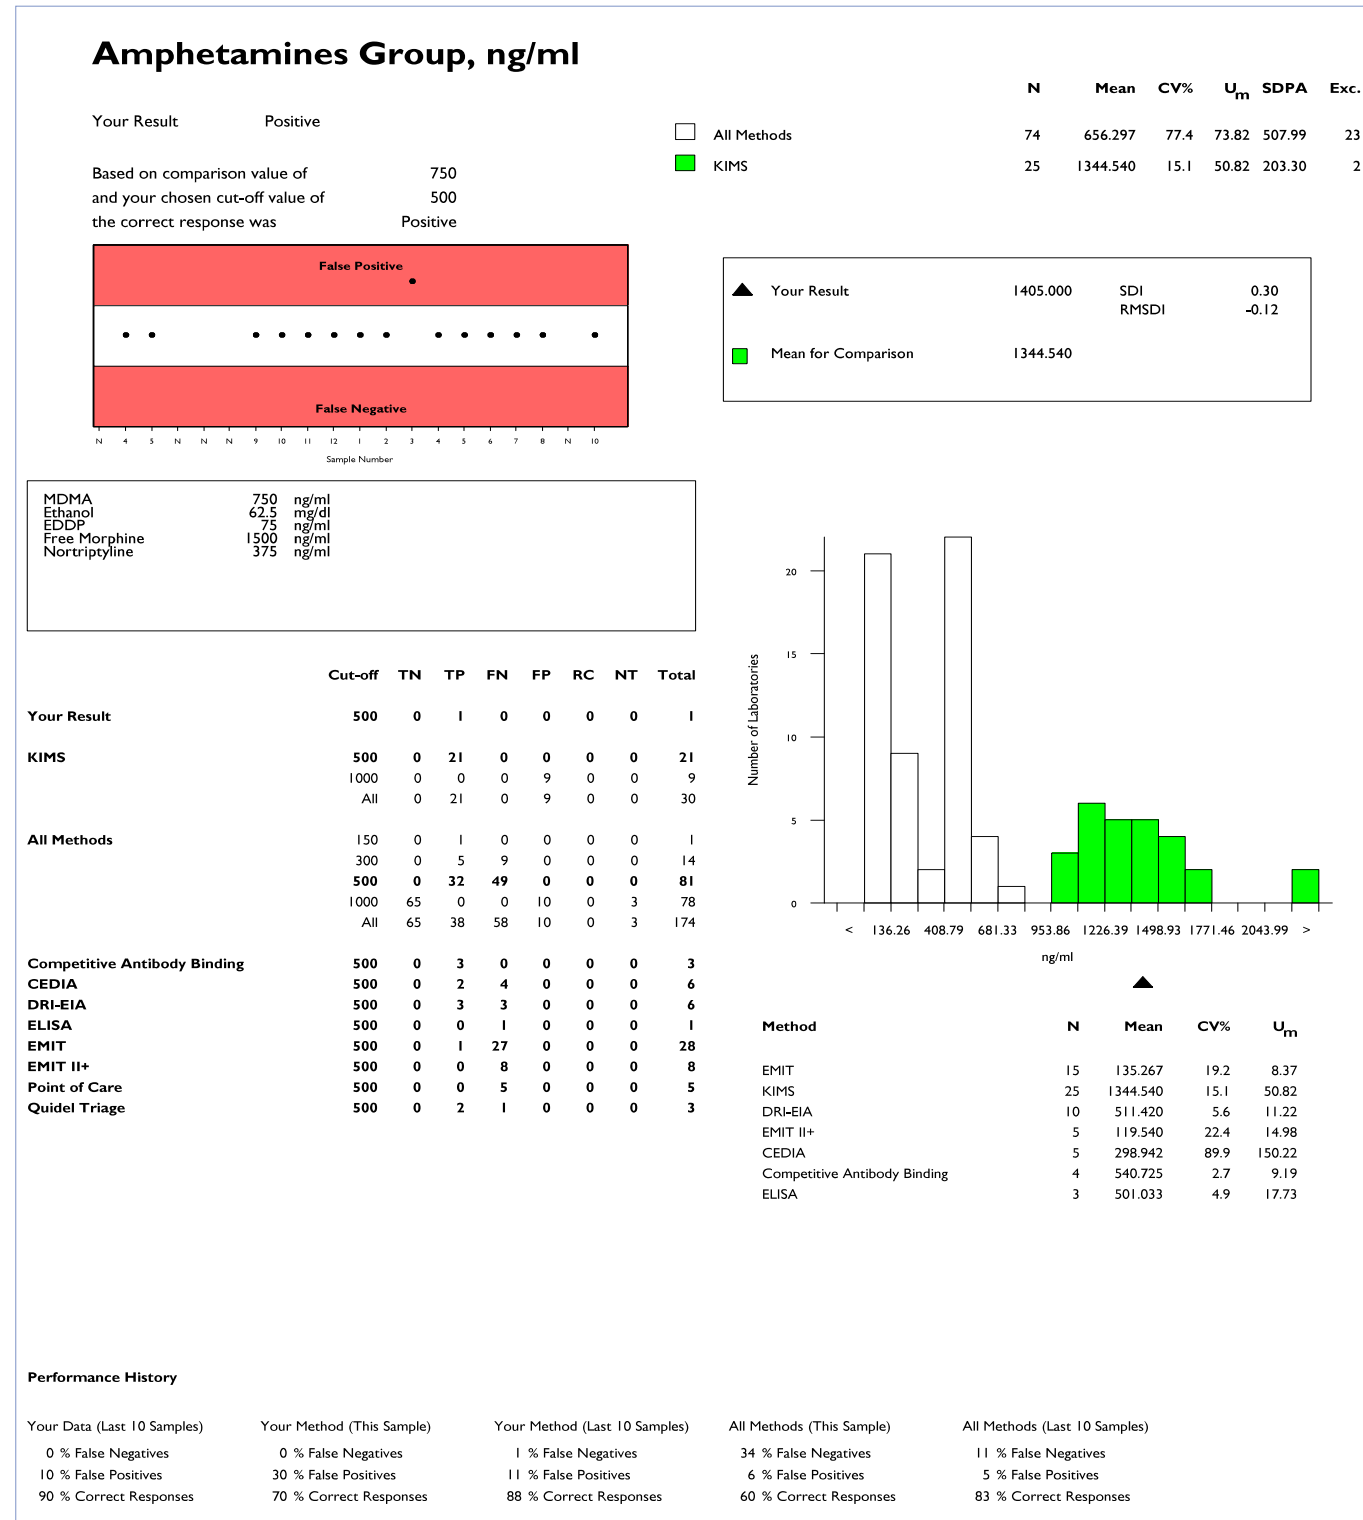 Amphetamines Group, ng/ml
N Mean CV% Um SDPA Exc.
Your Result Positive
All Methods 74 656.297 77.4 73.82 507.99 23
KIMS 25 1344.540 15.1 50.82 203.30 2
Based on comparison value of 750
and your chosen cut-off value of 500
the correct response was Positive
False Positive
False Negative
N 4 5 N N N 9 10 11 12 1 2 3 4 5 6 7 8 N 10
Sample Number
Your Result 1405.000 SDI 0.30
RMSDI -0.12
Mean for Comparison 1344.540
MDMA 750 ng/ml
Ethanol 62.5 mg/dl
EDDP 75 ng/ml
Free Morphine 1500 ng/ml
Nortriptyline 375 ng/ml
Cut-off TN TP FN FP RC NT Total
Your Result 500 0 1 0 0 0 0 1
KIMS 500 0 21 0 0 0 0 21
1000 0 0 0 9 0 0 9
All 0 21 0 9 0 0 30
All Methods 150 0 1 0 0 0 0 1
300 0 5 9 0 0 0 14
500 0 32 49 0 0 0 81
1000 65 0 0 10 0 3 78
All 65 38 58 10 0 3 174
Competitive Antibody Binding 500 0 3 0 0 0 0 3
CEDIA 500 0 2 4 0 0 0 6
DRI-EIA 500 0 3 3 0 0 0 6
ELISA 500 0 0 1 0 0 0 1
EMIT 500 0 1 27 0 0 0 28
EMIT II+ 500 0 0 8 0 0 0 8
Point of Care 500 0 0 5 0 0 0 5
Quidel Triage 500 0 2 1 0 0 0 3
Number of Laboratories
20
15
10
5
0
< 136.26 408.79 681.33 953.86 1226.39 1498.93 1771.46 2043.99 >
ng/ml
Method N Mean CV% Um
EMIT 15 135.267 19.2 8.37
KIMS 25 1344.540 15.1 50.82
DRI-EIA 10 511.420 5.6 11.22
EMIT II+ 5 119.540 22.4 14.98
CEDIA 5 298.942 89.9 150.22
Competitive Antibody Binding 4 540.725 2.7 9.19
ELISA 3 501.033 4.9 17.73
Performance History
Your Data (Last 10 Samples) Your Method (This Sample) Your Method (Last 10 Samples) All Methods (This Sample) All Methods (Last 10 Samples)
0 % False Negatives 0 % False Negatives 1 % False Negatives 34 % False Negatives 11 % False Negatives
10 % False Positives 30 % False Positives 11 % False Positives 6 % False Positives 5 % False Positives
90 % Correct Responses 70 % Correct Responses 88 % Correct Responses 60 % Correct Responses 83 % Correct Responses